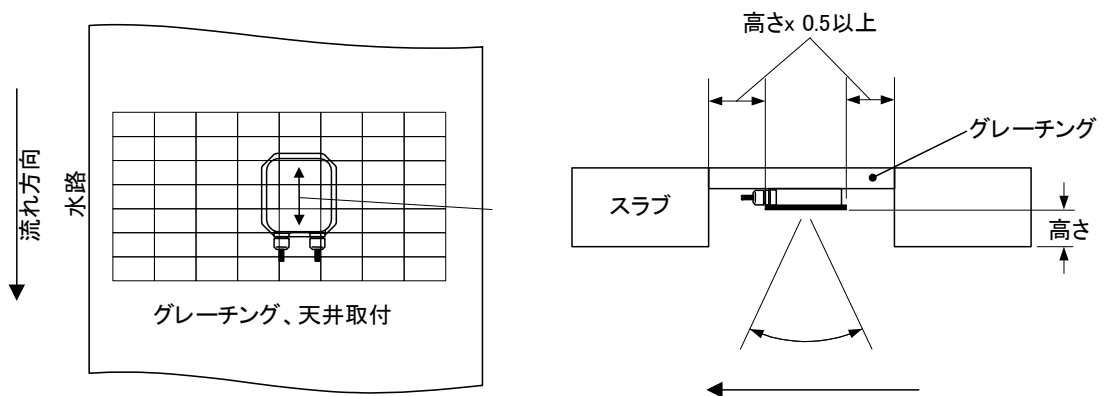 流れ方向
水路
グレーチング、天井取付
高さx 0.5以上
グレーチング
スラブ
高さ